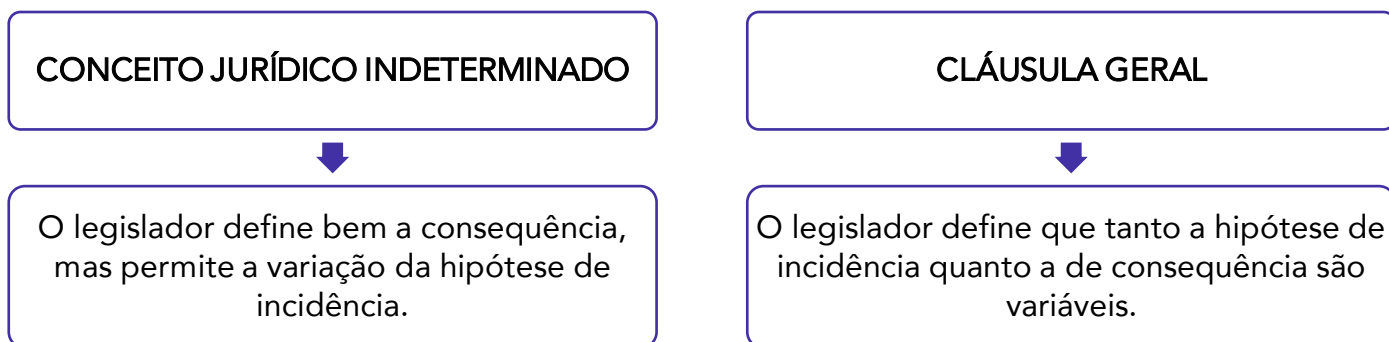 CONCEITO JURÍDICO INDETERMINADO
O legislador define bem a consequência,
mas permite a variação da hipótese de
incidência.
CLÁUSULA GERAL
O legislador define que tanto a hipótese de
incidência quanto a de consequência são
variáveis.